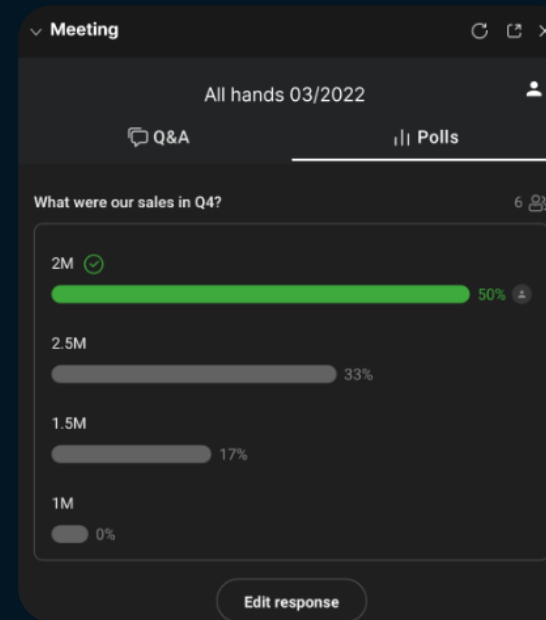 Meeting
All hands 03/2022
Q&A
Polls
What were our sales in Q4?
6
2M
50%
2.5M
33%
1.5M
17%
1M
0%
Edit response